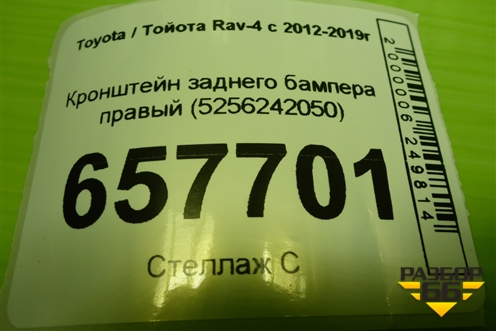 Toyota / Тойота Rav-4 с 2012-2019г
Кронштейн заднего бампера
правый (5256242050)
657701
Стеллаж С
2000006249814
РАЗБОР
66